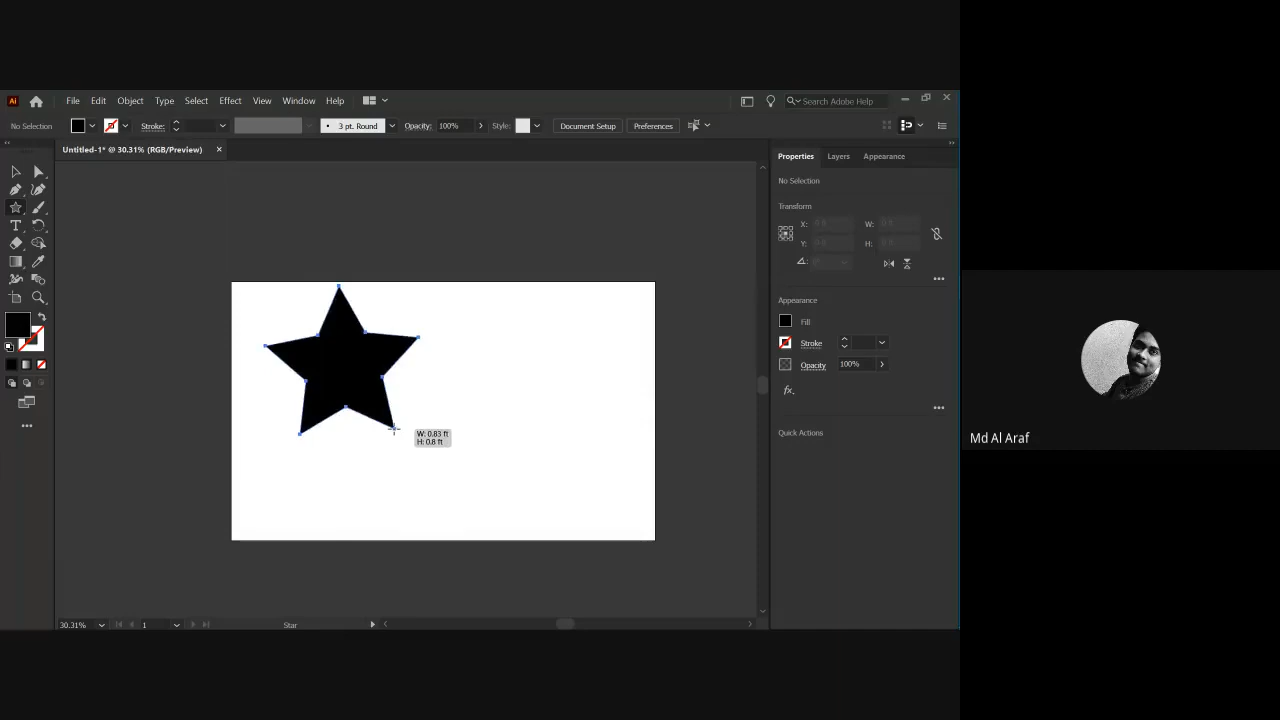 Ai File Edit Object Type Select Effect View Window Help Search Adobe Help
No Selection Stroke: 3 pt. Round Opacity: 100% Style: Document Setup Preferences
Untitled-1* @ 30.31% (RGB/Preview)
Properties Layers Appearance
No Selection
Transform
X: W:
Y: H:
Appearance
Fill
Stroke
Opacity 100%
fx.
Quick Actions
W: 0.83 ft
H: 0.8 ft
30.31% 1 Star
Md Al Araf